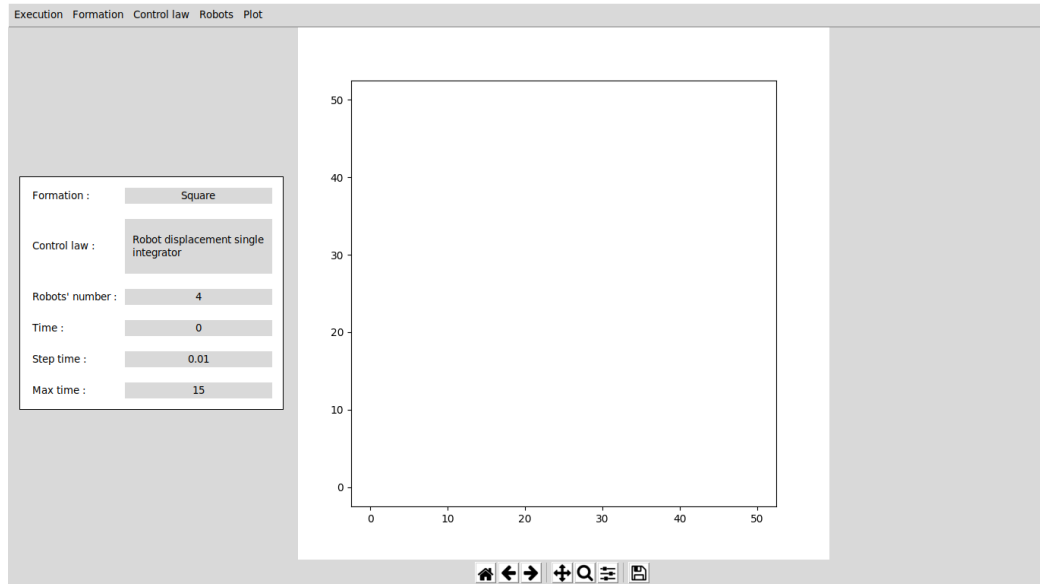 Execution Formation Control law Robots Plot
Formation : Square
Control law : Robot displacement single
integrator
Robots' number : 4
Time : 0
Step time : 0.01
Max time : 15
50
40
30
20
10
0
0 10 20 30 40 50